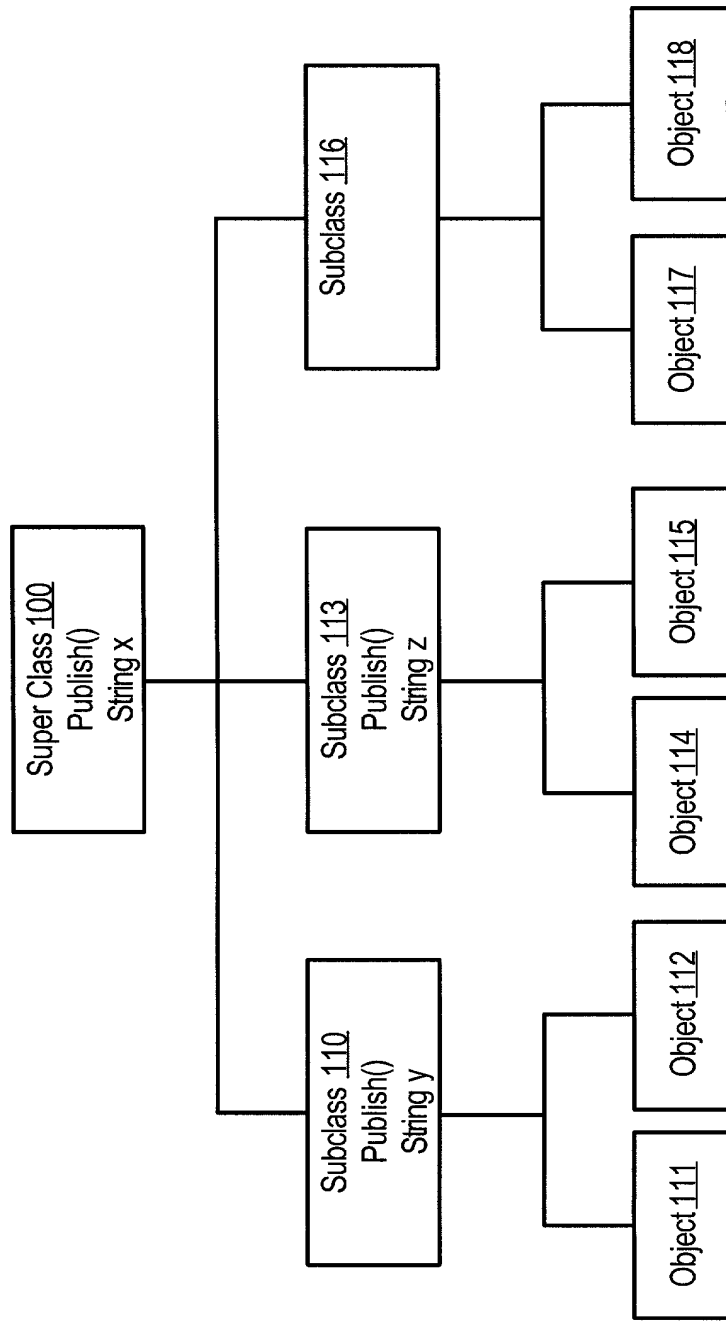 Super Class 100
Publish()
String x
Subclass 110
Publish()
String y
Subclass 113
Publish()
String z
Subclass 116
Object 111
Object 112
Object 114
Object 115
Object 117
Object 118